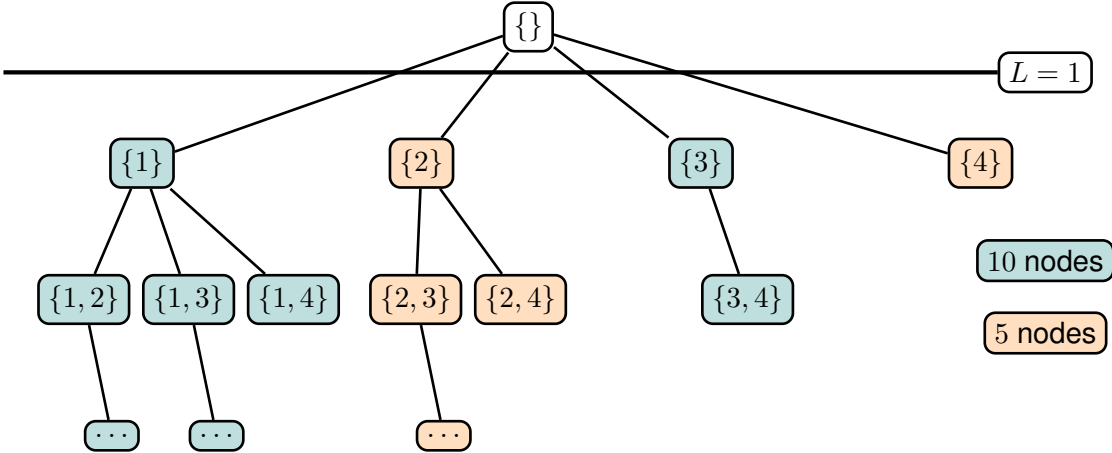 {}
L = 1
{1} {2} {3} {4}
10 nodes
{1, 2} {1, 3} {1, 4} {2, 3} {2, 4} {3, 4}
5 nodes
... ... ...